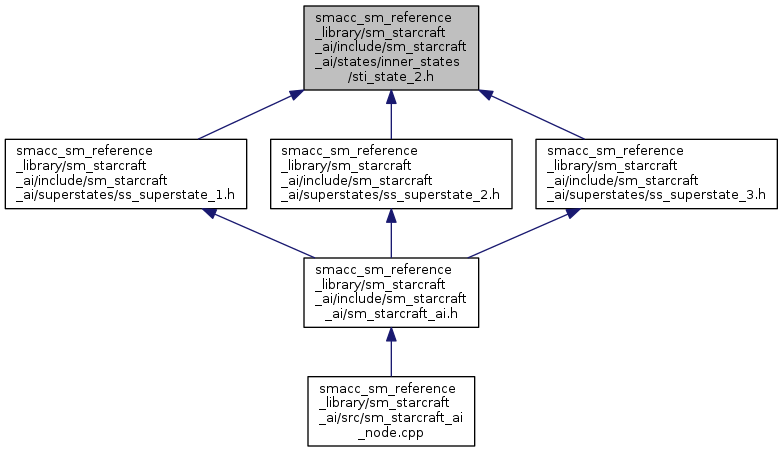 smacc_sm_reference
_library/sm_starcraft
_ai/include/sm_starcraft
_ai/states/inner_states
/sti_state_2.h
smacc_sm_reference
_library/sm_starcraft
_ai/include/sm_starcraft
_ai/superstates/ss_superstate_1.h
smacc_sm_reference
_library/sm_starcraft
_ai/include/sm_starcraft
_ai/superstates/ss_superstate_2.h
smacc_sm_reference
_library/sm_starcraft
_ai/include/sm_starcraft
_ai/superstates/ss_superstate_3.h
smacc_sm_reference
_library/sm_starcraft
_ai/include/sm_starcraft
_ai/sm_starcraft_ai.h
smacc_sm_reference
_library/sm_starcraft
_ai/src/sm_starcraft_ai
_node.cpp